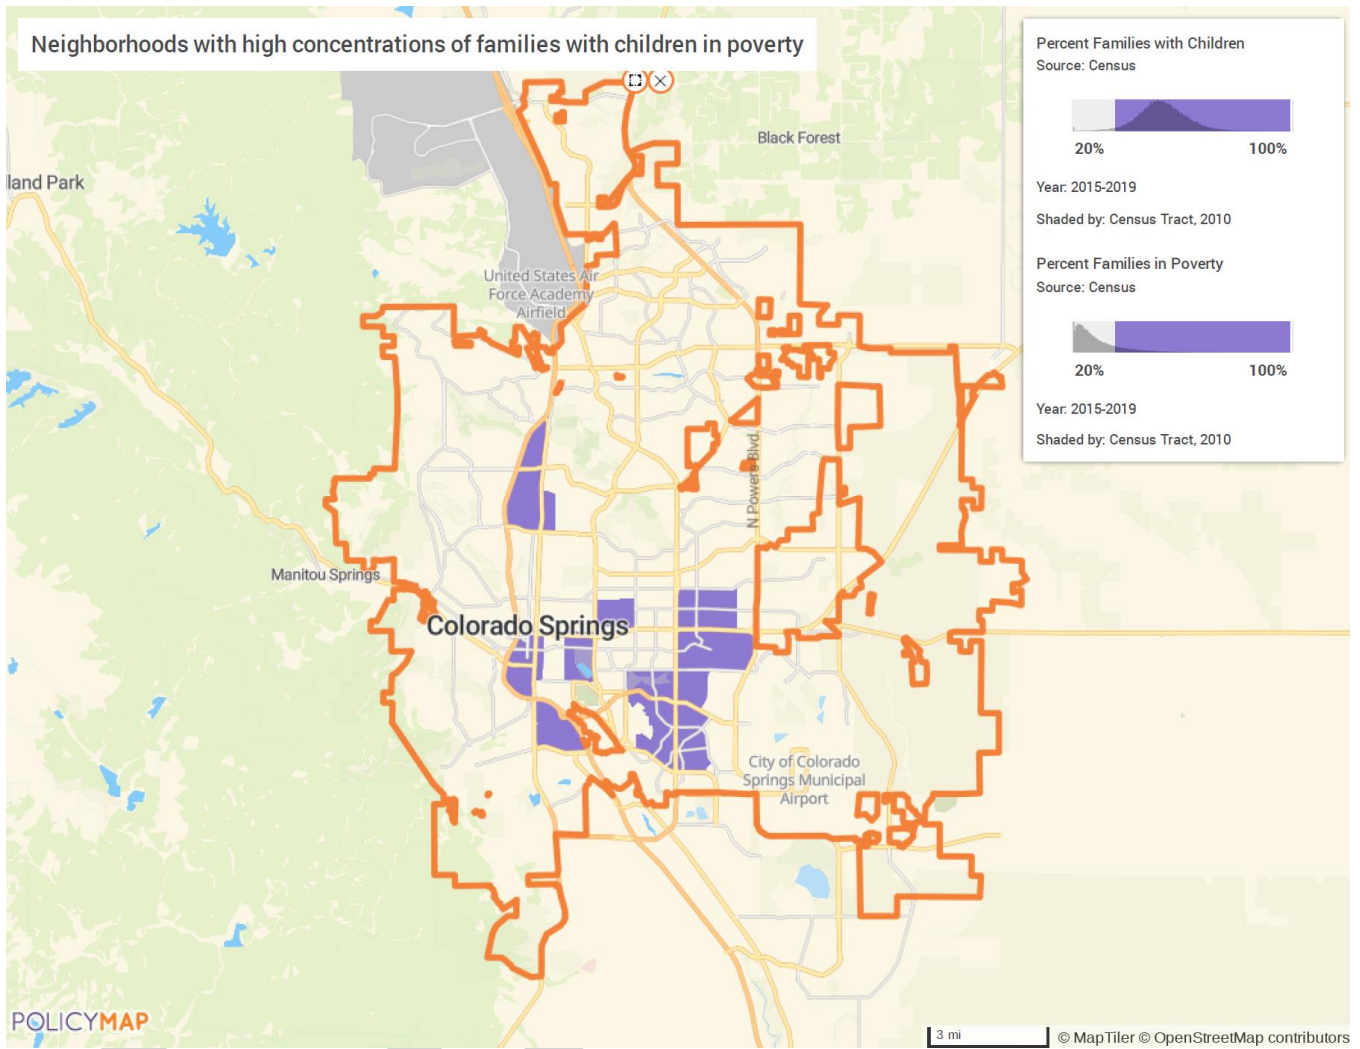 Neighborhoods with high concentrations of families with children in poverty
Percent Families with Children
Source: Census
20%
100%
Year: 2015-2019
Shaded by: Census Tract, 2010
Percent Families in Poverty
Source: Census
20%
100%
Year: 2015-2019
Shaded by: Census Tract, 2010
Black Forest
lland Park
United States Air
Force Academy
Airfield
N Powers Blvd.
Manitou Springs
Colorado Springs
City of Colorado
Springs Municipal
Airport
POLICYMAP
3 mi
© MapTiler © OpenStreetMap contributors